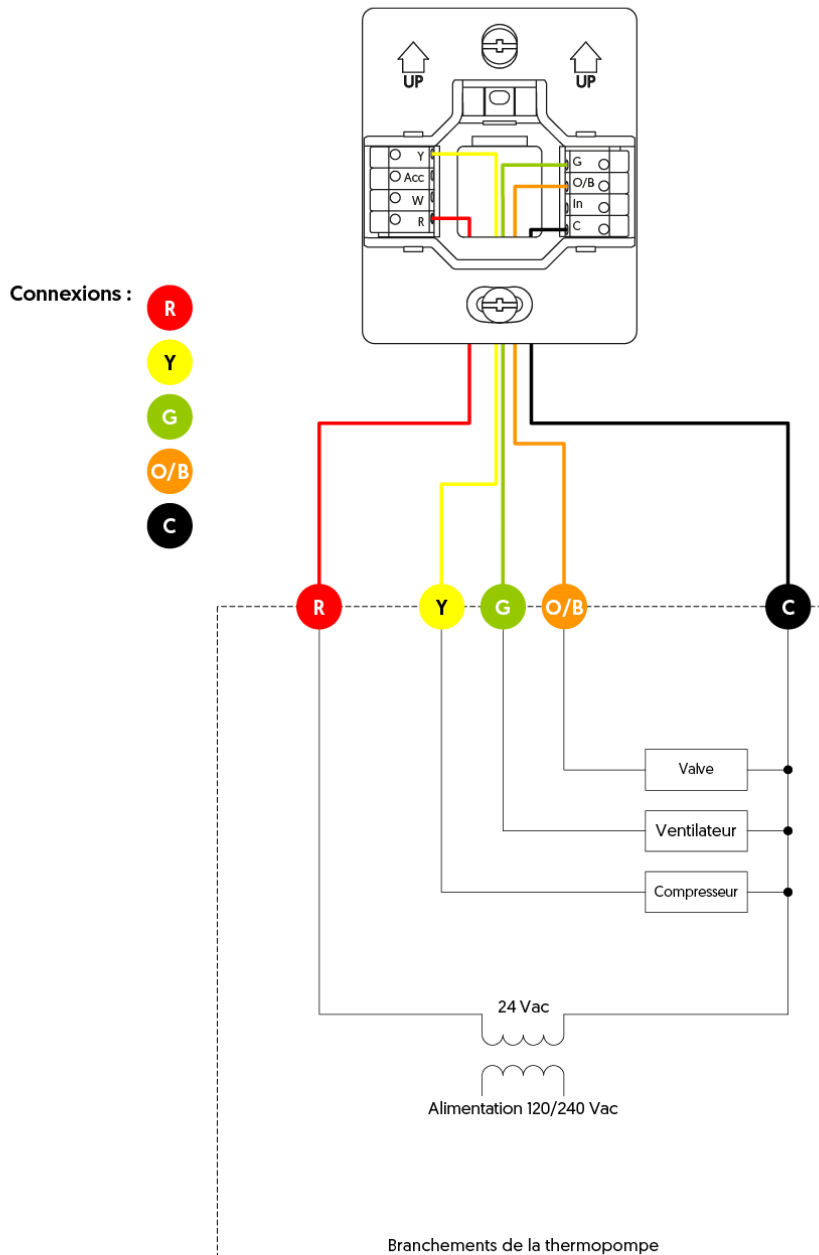 UP UP
Y G
Acc O/B
W In
R C
Connexions :
R
Y
G
O/B
C
R Y G O/B C
Valve
Ventilateur
Compresseur
24 Vac
Alimentation 120/240 Vac
Branchements de la thermopompe